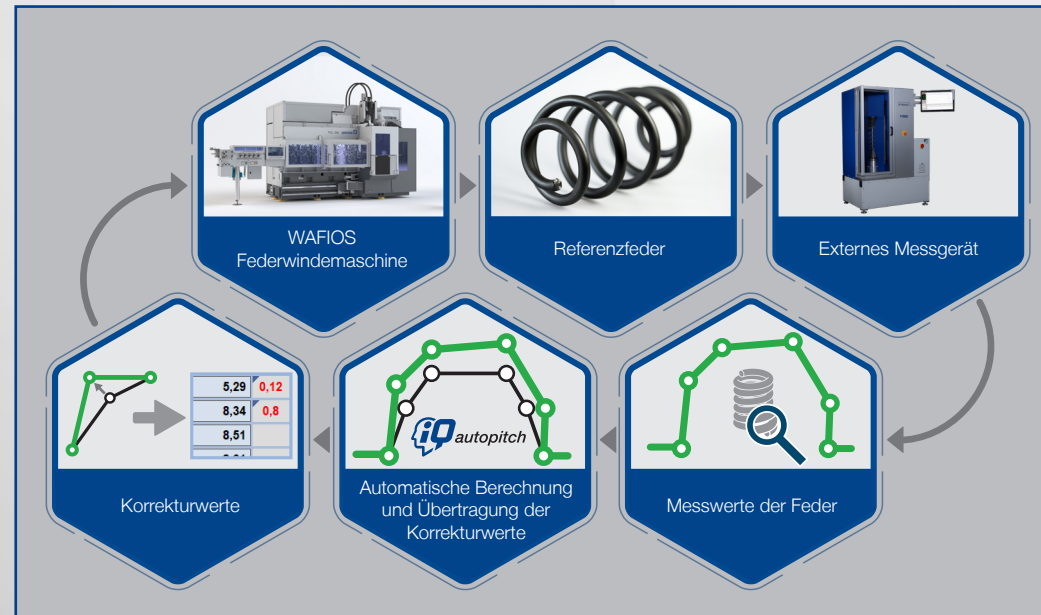 WAFIOS
Federwindemaschine
Referenzfeder
Externes Messgerät
5,29 0,12
8,34 0,8
8,51
iQ autopitch
Korrekturwerte
Automatische Berechnung
und Übertragung der
Korrekturwerte
Messwerte der Feder